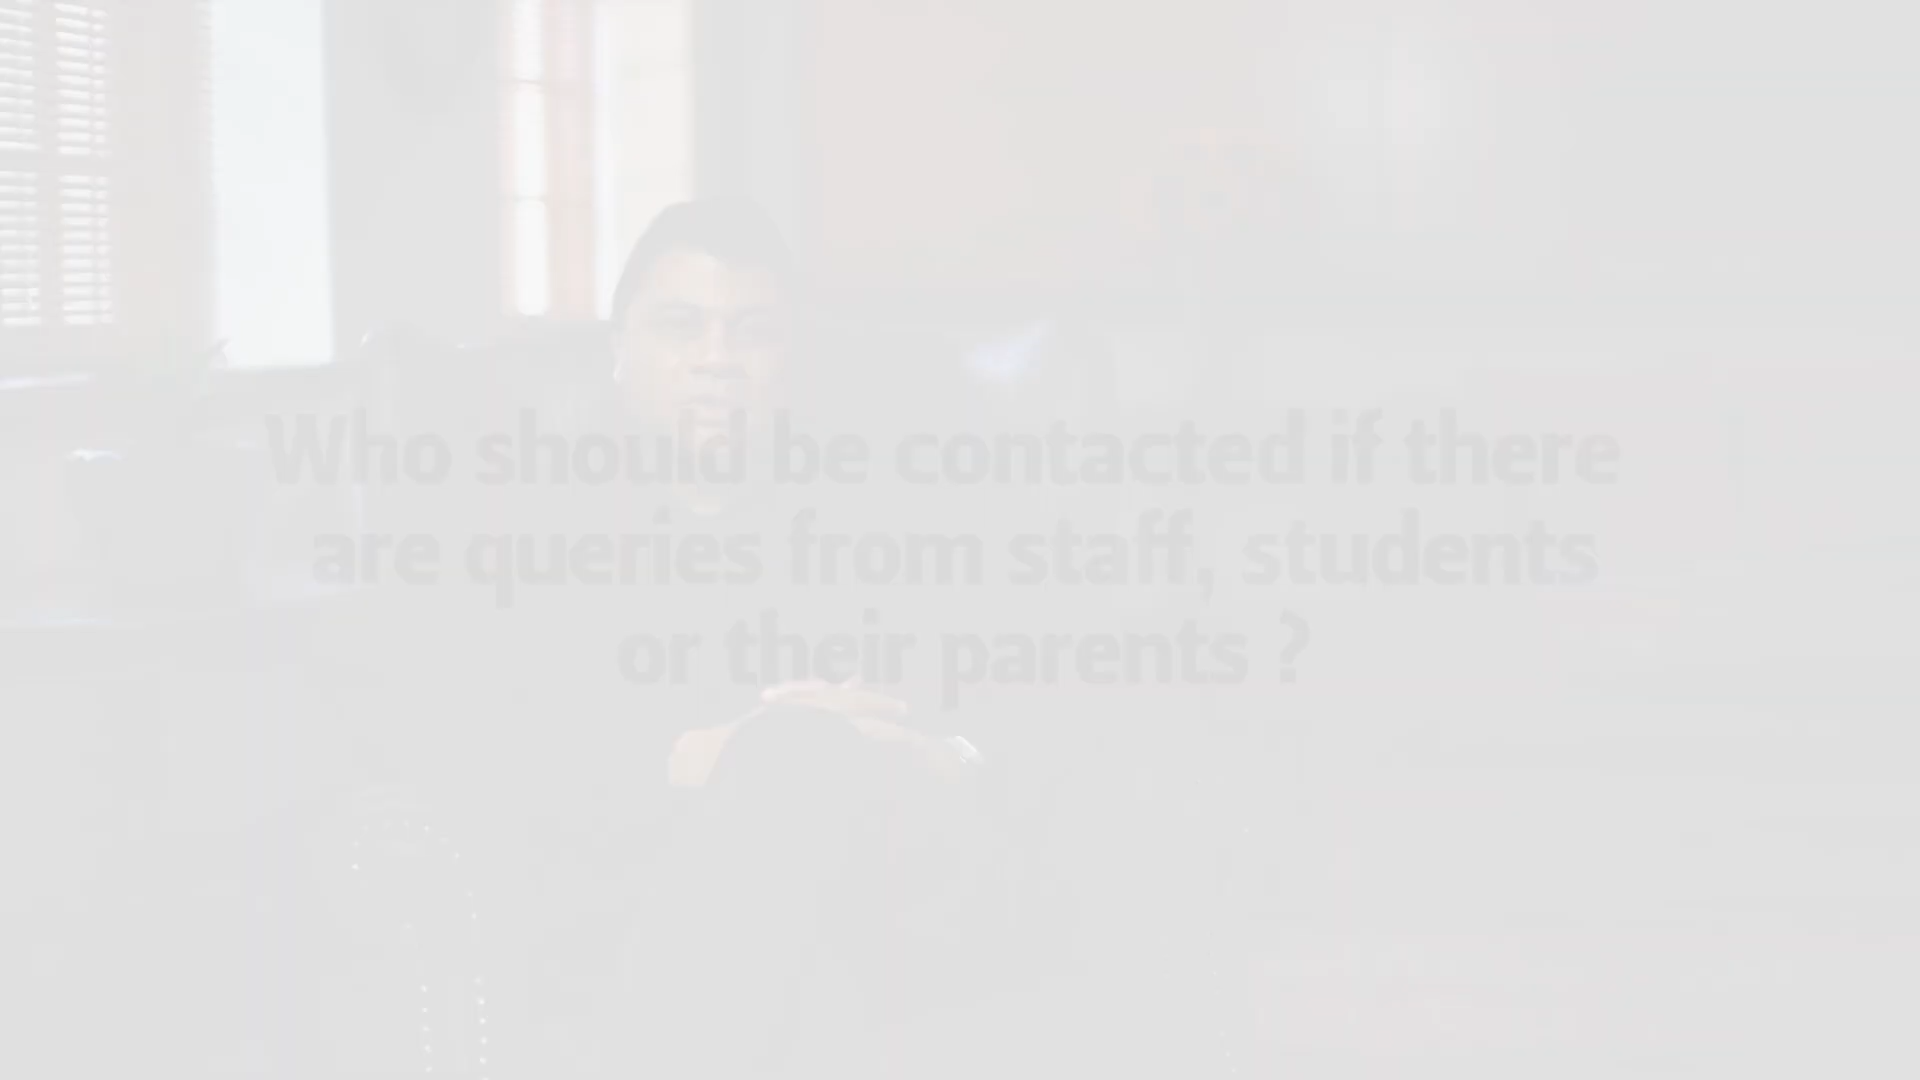 Who should be contacted if there
are queries from staff, students
or their parents ?